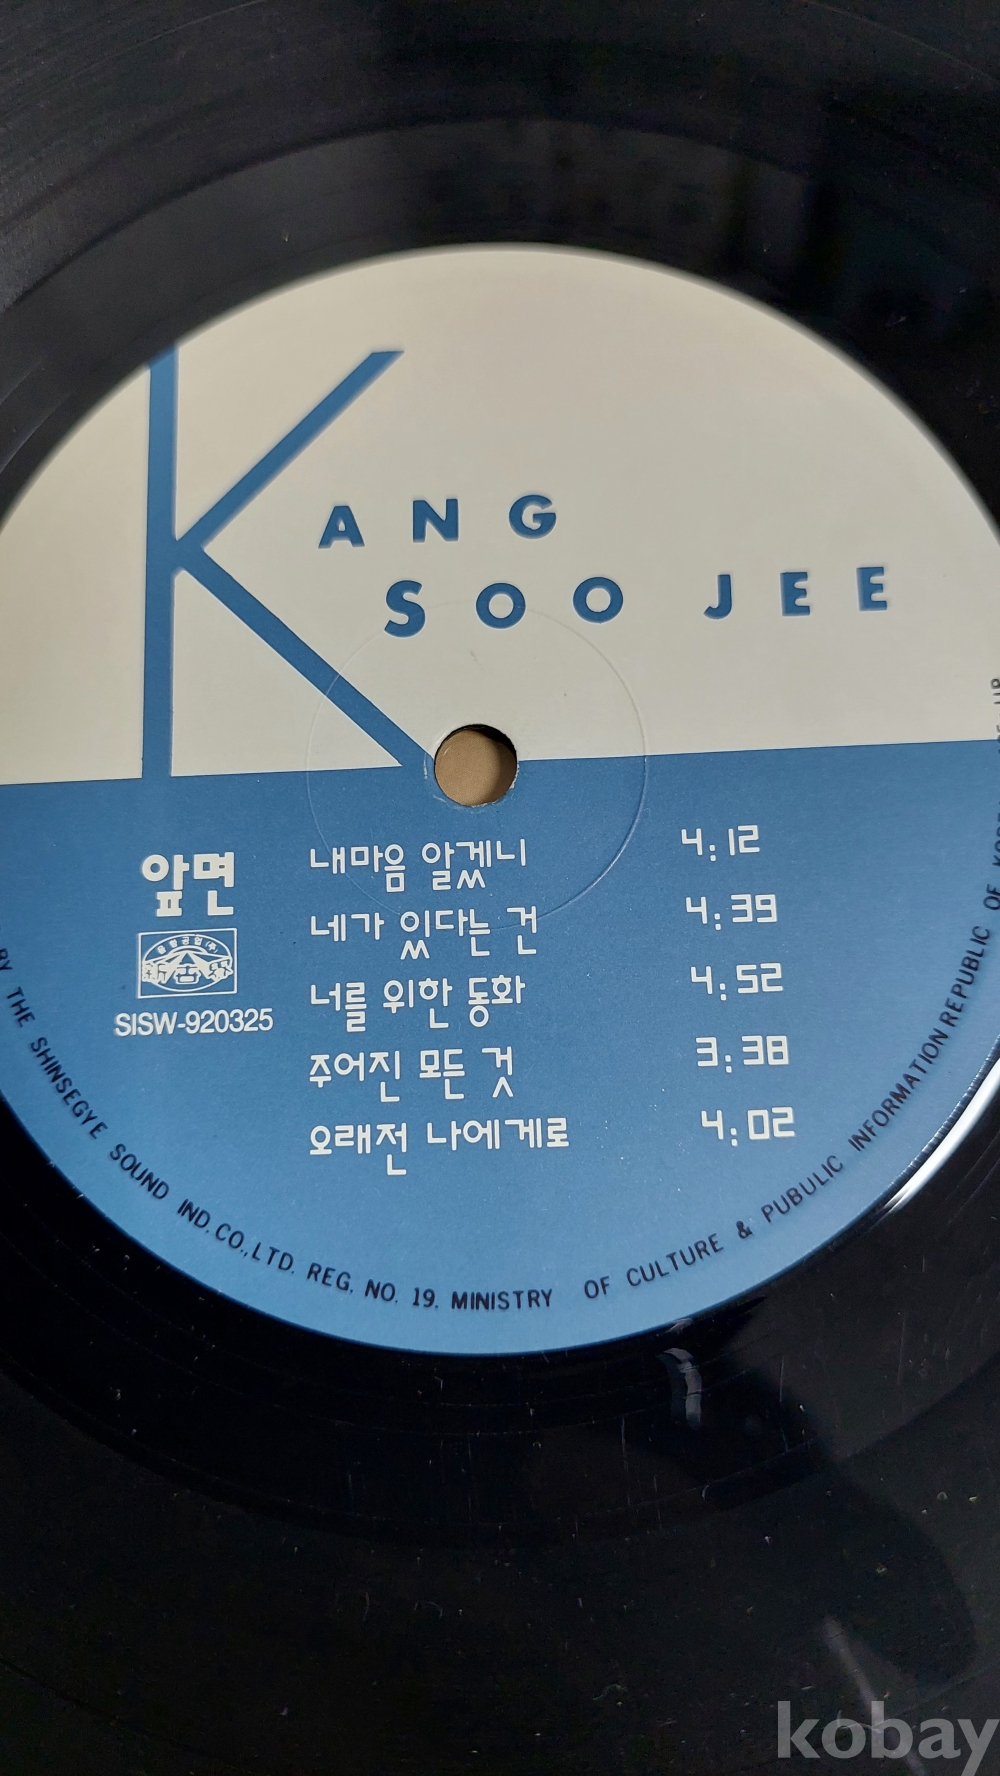 KANG
SOO JEE
앞면
SISW-920325
내마음 알겠니 4:12
네가 있다는 건 4:39
너를 위한 동화 4:52
주어진 모든 것 3:38
오래전 나에게로 4:02
BY THE SHINSEGYE SOUND IND.CO.,LTD. REG. NO. 19. MINISTRY OF CULTURE & PUBULIC INFORMATION REPUBLIC OF
kobay